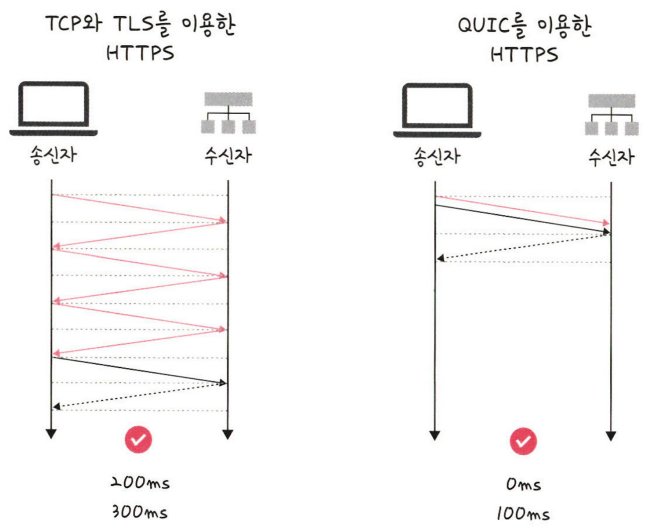 TCP와 TLS를 이용한
HTTPS
송신자
수신자
200ms
300ms
QUIC를 이용한
HTTPS
송신자
수신자
0ms
100ms